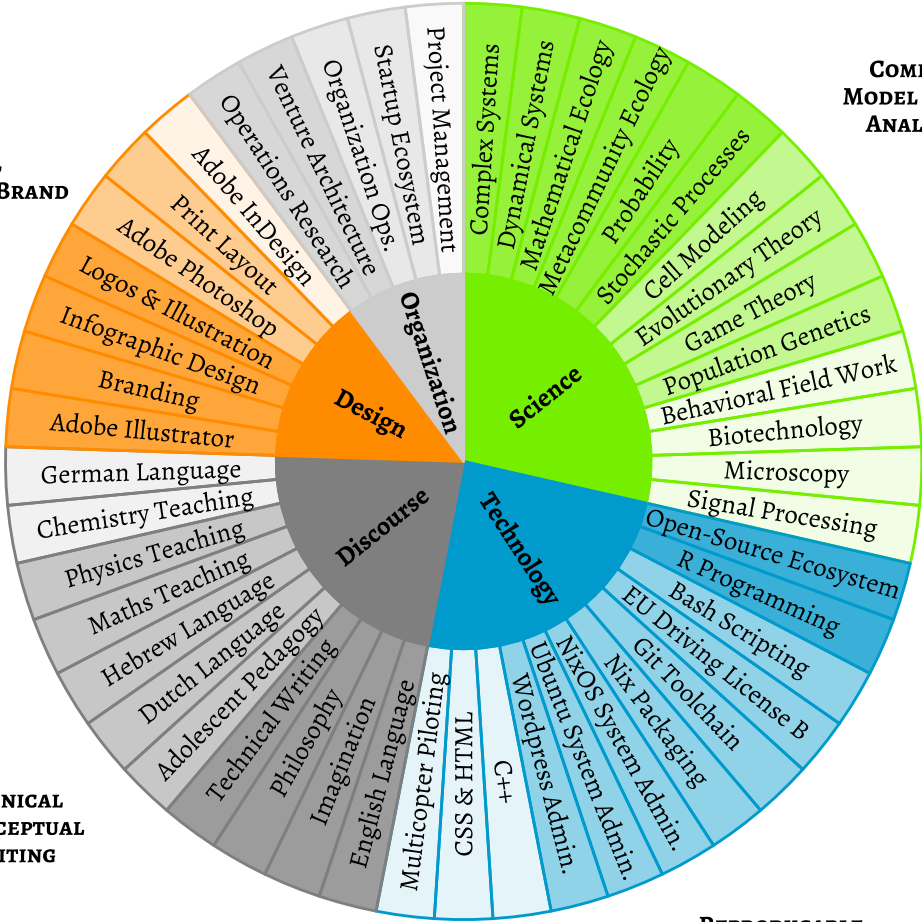 Complex Systems
Dynamical Systems
Mathematical Ecology
Metacommunity Ecology
Probability
Stochastic Processes
Cell Modeling
Evolutionary Theory
Game Theory
Population Genetics
Behavioral Field Work
Biotechnology
Microscopy
Signal Processing
Open-Source Ecosystem
R Programming
Bash Scripting
EU Driving License B
Git Toolchain
Nix Packaging
NixOS System Admin.
Ubuntu System Admin.
Wordpress Admin.
C++
CSS & HTML
Multicopter Piloting
English Language
Imagination
Philosophy
Technical Writing
Adolescent Pedagogy
Dutch Language
Hebrew Language
Maths Teaching
Physics Teaching
Chemistry Teaching
German Language
Adobe Illustrator
Branding
Infographic Design
Logos & Illustration
Adobe Photoshop
Print Layout
Adobe InDesign
Operations Research
Venture Architecture
Organization Ops.
Startup Ecosystem
Project Management
Science
Technology
Discourse
Design
Organization
Com
Model
Anal
Brand
nical
ceptual
iting